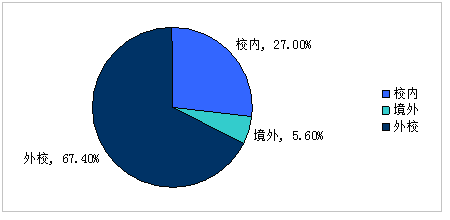 校内, 27.00%
境外, 5.60%
外校, 67.40%
校内
境外
外校